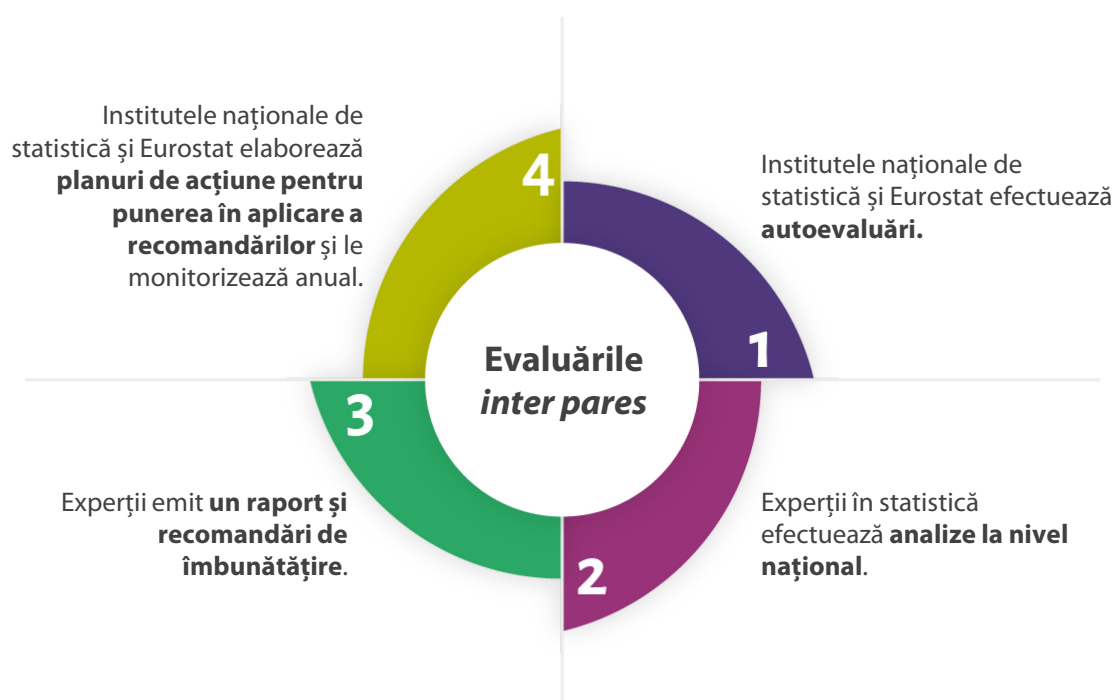 Institutele naționale de
statistică și Eurostat elaborează
planuri de acțiune pentru
punerea în aplicare a
recomandărilor și le
monitorizează anual.
4
Institutele naționale de
statistică și Eurostat efectuează
autoevaluări.
1
Evaluările
inter pares
3
Experții emit un raport și
recomandări de
îmbunătățire.
2
Experții în statistică
efectuează analize la nivel
național.